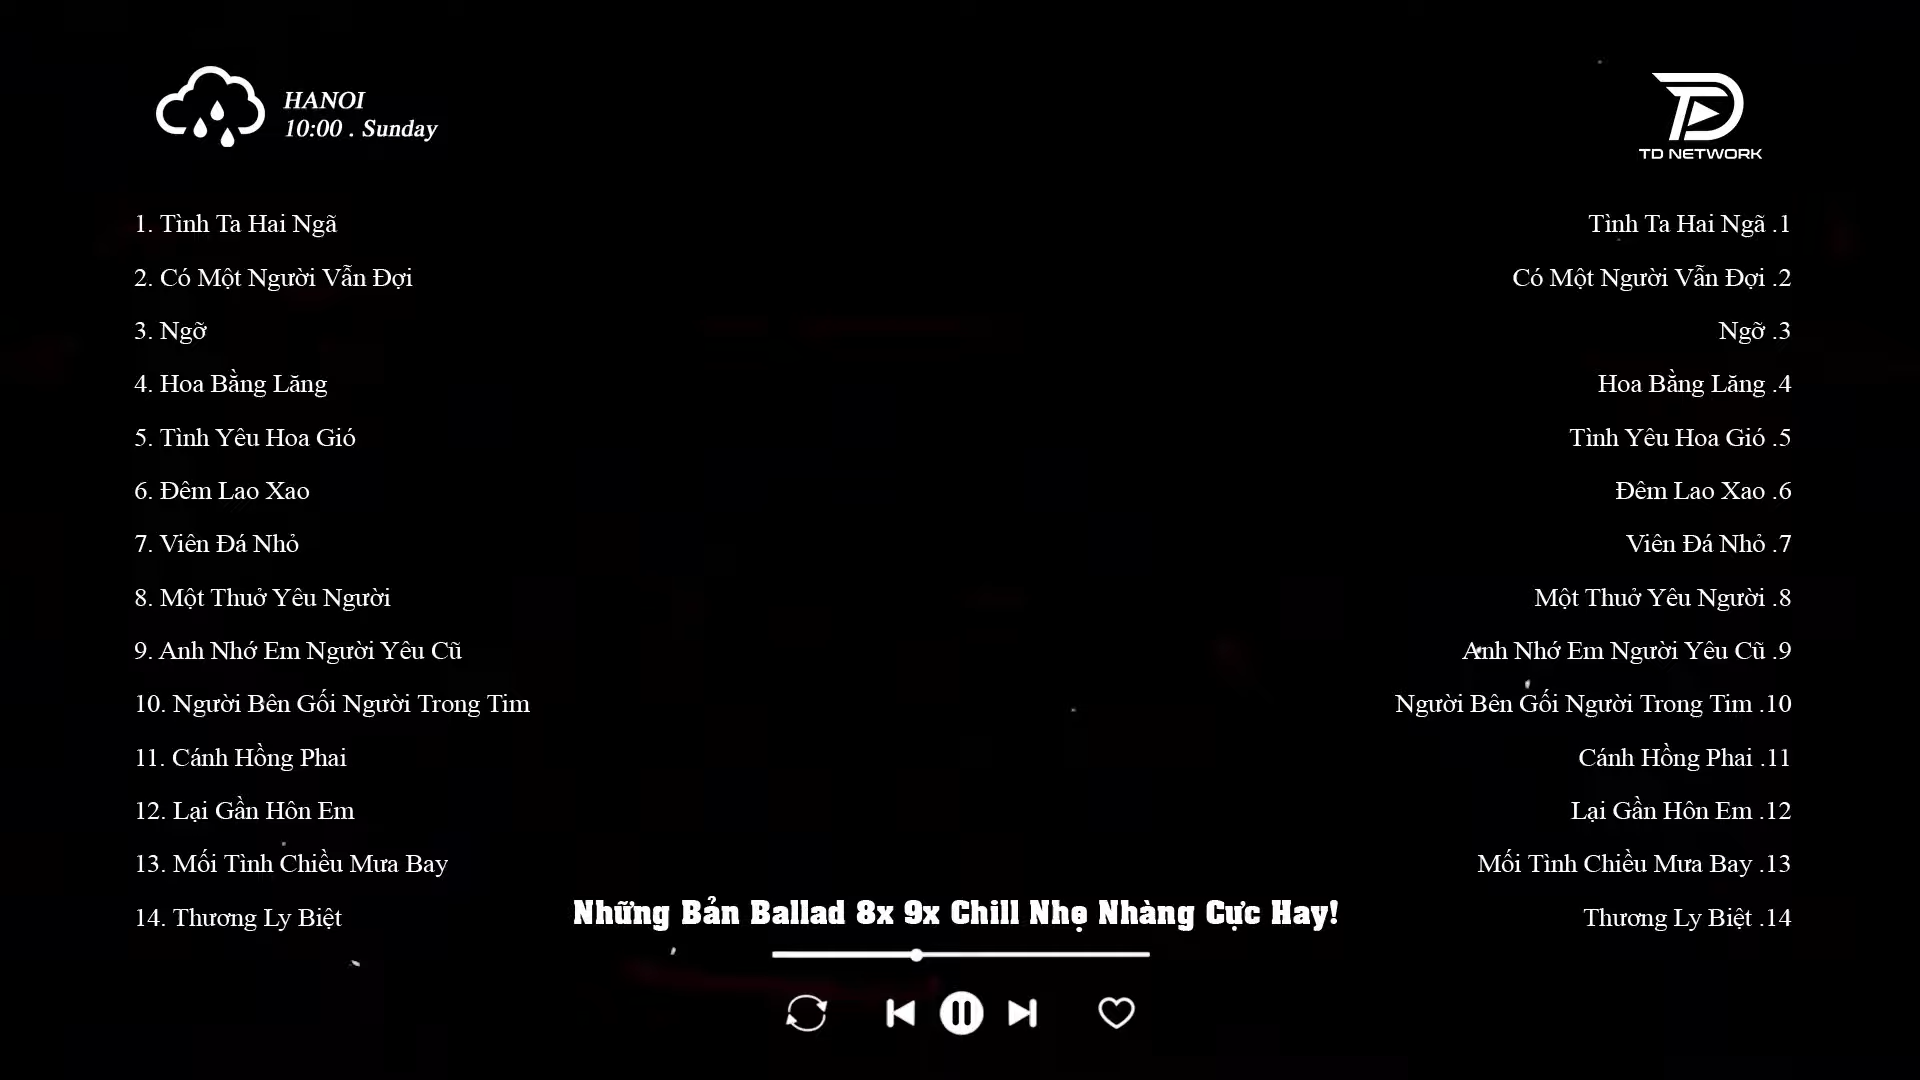 HANOI
10:00 . Sunday
TD NETWORK
1. Tình Ta Hai Ngã
2. Có Một Người Vẫn Đợi
3. Ngỡ
4. Hoa Bằng Lăng
5. Tình Yêu Hoa Gió
6. Đêm Lao Xao
7. Viên Đá Nhỏ
8. Một Thuở Yêu Người
9. Anh Nhớ Em Người Yêu Cũ
10. Người Bên Gối Người Trong Tim
11. Cánh Hồng Phai
12. Lại Gần Hôn Em
13. Mối Tình Chiều Mưa Bay
14. Thương Ly Biệt
Tình Ta Hai Ngã .1
Có Một Người Vẫn Đợi .2
Ngỡ .3
Hoa Bằng Lăng .4
Tình Yêu Hoa Gió .5
Đêm Lao Xao .6
Viên Đá Nhỏ .7
Một Thuở Yêu Người .8
Anh Nhớ Em Người Yêu Cũ .9
Người Bên Gối Người Trong Tim .10
Cánh Hồng Phai .11
Lại Gần Hôn Em .12
Mối Tình Chiều Mưa Bay .13
Thương Ly Biệt .14
Những Bản Ballad 8x 9x Chill Nhẹ Nhàng Cực Hay!